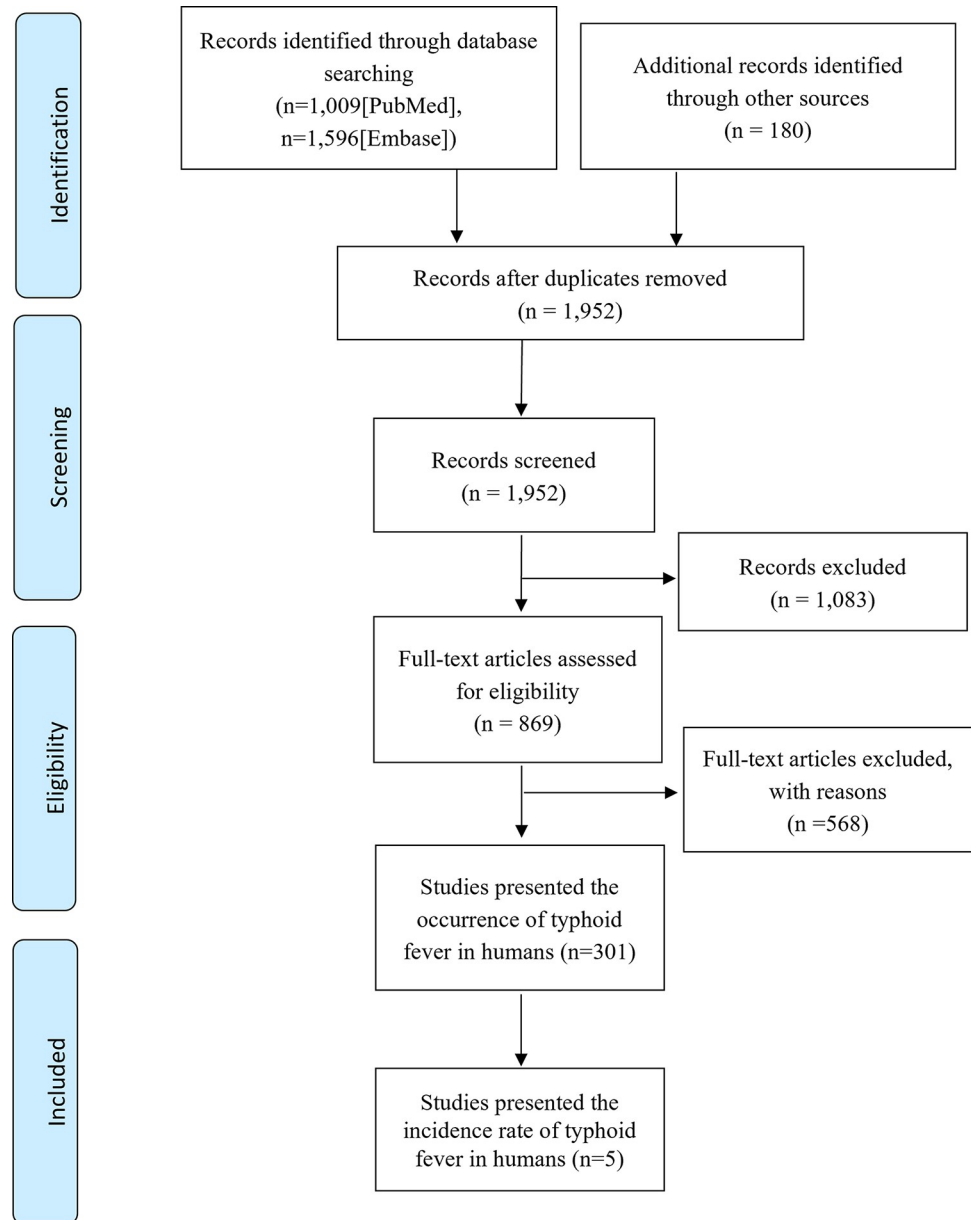 Identification
Records identified through database
searching
(n=1,009[PubMed],
n=1,596[Embase])
Additional records identified
through other sources
(n = 180)
Records after duplicates removed
(n = 1,952)
Screening
Records screened
(n = 1,952)
Records excluded
(n = 1,083)
Eligibility
Full-text articles assessed
for eligibility
(n = 869)
Full-text articles excluded,
with reasons
(n =568)
Studies presented the
occurrence of typhoid
fever in humans (n=301)
Included
Studies presented the
incidence rate of typhoid
fever in humans (n=5)